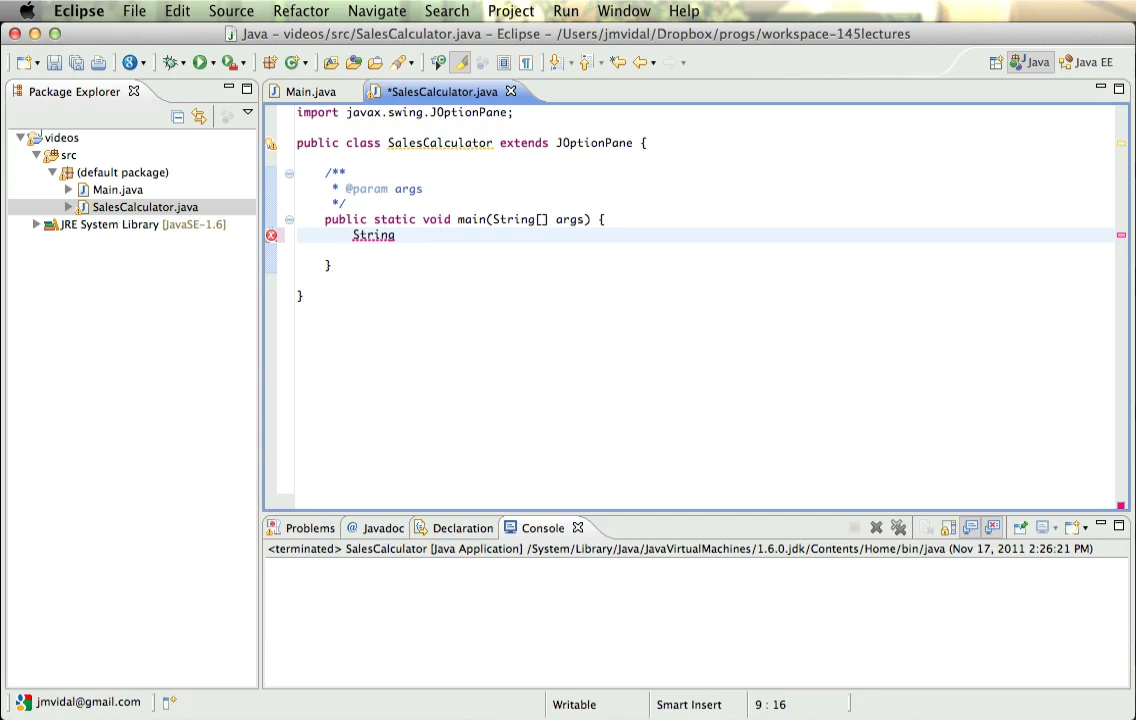 Eclipse File Edit Source Refactor Navigate Search Project Run Window Help
Java – videos/src/SalesCalculator.java – Eclipse – /Users/jmvidal/Dropbox/progs/workspace-145lectures
Java Java EE
Package Explorer
Main.java *SalesCalculator.java
videos
src
(default package)
Main.java
SalesCalculator.java
JRE System Library [JavaSE-1.6]
import javax.swing.JOptionPane;
public class SalesCalculator extends JOptionPane {
/**
* @param args
*/
public static void main(String[] args) {
String
}
}
Problems @ Javadoc Declaration Console
<terminated> SalesCalculator [Java Application] /System/Library/Java/JavaVirtualMachines/1.6.0.jdk/Contents/Home/bin/java (Nov 17, 2011 2:26:21 PM)
jmvidal@gmail.com Writable Smart Insert 9 : 16